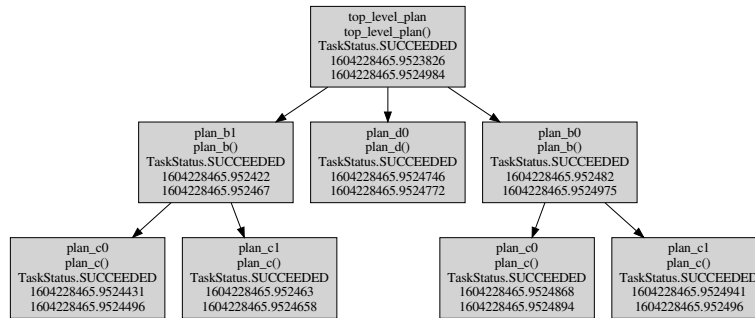 top_level_plan
top_level_plan()
TaskStatus.SUCCEEDED
1604228465.9523826
1604228465.9524984
plan_b1
plan_b()
TaskStatus.SUCCEEDED
1604228465.952422
1604228465.952467
plan_d0
plan_d()
TaskStatus.SUCCEEDED
1604228465.9524746
1604228465.9524772
plan_b0
plan_b()
TaskStatus.SUCCEEDED
1604228465.952482
1604228465.9524975
plan_c0
plan_c()
TaskStatus.SUCCEEDED
1604228465.9524431
1604228465.9524496
plan_c1
plan_c()
TaskStatus.SUCCEEDED
1604228465.952463
1604228465.9524658
plan_c0
plan_c()
TaskStatus.SUCCEEDED
1604228465.9524868
1604228465.9524894
plan_c1
plan_c()
TaskStatus.SUCCEEDED
1604228465.9524941
1604228465.952496